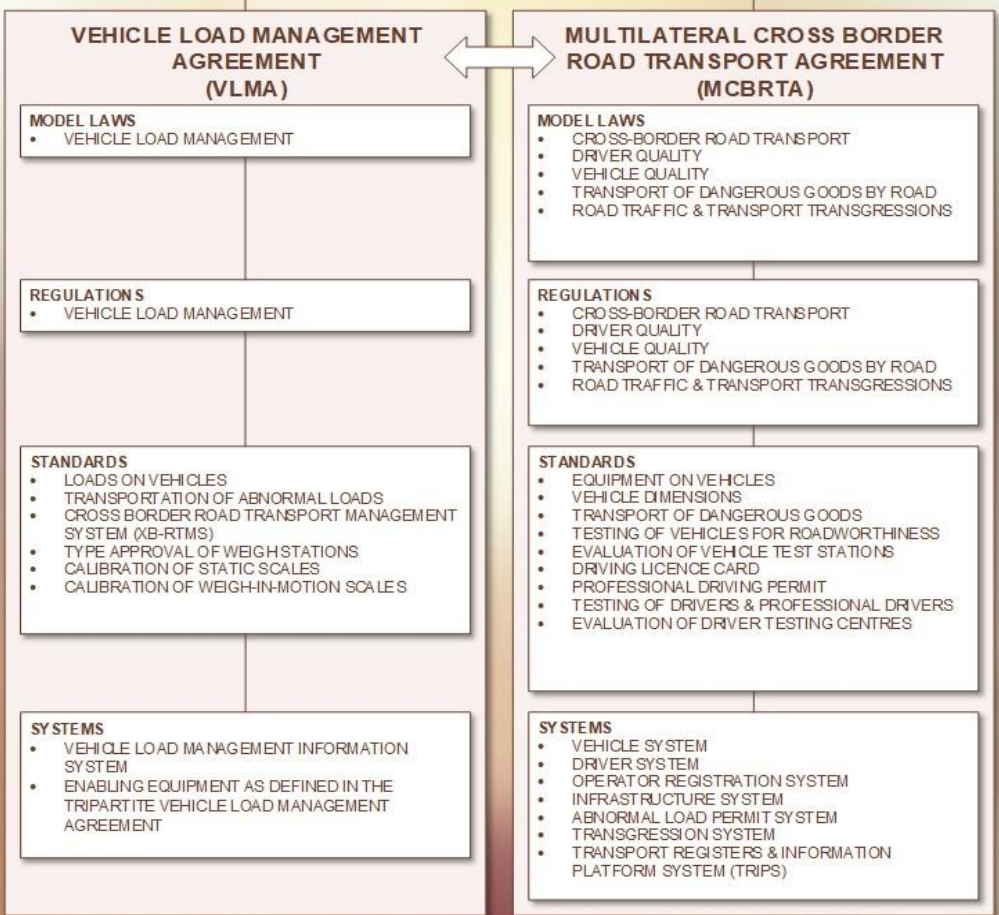 VEHICLE LOAD MANAGEMENT
AGREEMENT
(VLMA)
MODEL LAWS
• VEHICLE LOAD MANAGEMENT
REGULATIONS
• VEHICLE LOAD MANAGEMENT
STANDARDS
• LOADS ON VEHICLES
• TRANSPORTATION OF ABNORMAL LOADS
• CROSS BORDER ROAD TRANSPORT MANAGEMENT
SYSTEM (XB-RTMS)
• TYPE APPROVAL OF WEIGH STATIONS
• CALIBRATION OF STATIC SCALES
• CALIBRATION OF WEIGH-IN-MOTION SCALES
SYSTEMS
• VEHICLE LOAD MANAGEMENT INFORMATION
SYSTEM
• ENABLING EQUIPMENT AS DEFINED IN THE
TRIPARTITE VEHICLE LOAD MANAGEMENT
AGREEMENT
MULTILATERAL CROSS BORDER
ROAD TRANSPORT AGREEMENT
(MCBRTA)
MODEL LAWS
• CROSS-BORDER ROAD TRANSPORT
• DRIVER QUALITY
• VEHICLE QUALITY
• TRANSPORT OF DANGEROUS GOODS BY ROAD
• ROAD TRAFFIC & TRANSPORT TRANSGRESSIONS
REGULATIONS
• CROSS-BORDER ROAD TRANSPORT
• DRIVER QUALITY
• VEHICLE QUALITY
• TRANSPORT OF DANGEROUS GOODS BY ROAD
• ROAD TRAFFIC & TRANSPORT TRANSGRESSIONS
STANDARDS
• EQUIPMENT ON VEHICLES
• VEHICLE DIMENSIONS
• TRANSPORT OF DANGEROUS GOODS
• TESTING OF VEHICLES FOR ROADWORTHINESS
• EVALUATION OF VEHICLE TEST STATIONS
• DRIVING LICENCE CARD
• PROFESSIONAL DRIVING PERMIT
• TESTING OF DRIVERS & PROFESSIONAL DRIVERS
• EVALUATION OF DRIVER TESTING CENTRES
SYSTEMS
• VEHICLE SYSTEM
• DRIVER SYSTEM
• OPERATOR REGISTRATION SYSTEM
• INFRASTRUCTURE SYSTEM
• ABNORMAL LOAD PERMIT SYSTEM
• TRANSGRESSION SYSTEM
• TRANSPORT REGISTERS & INFORMATION
PLATFORM SYSTEM (TRIPS)